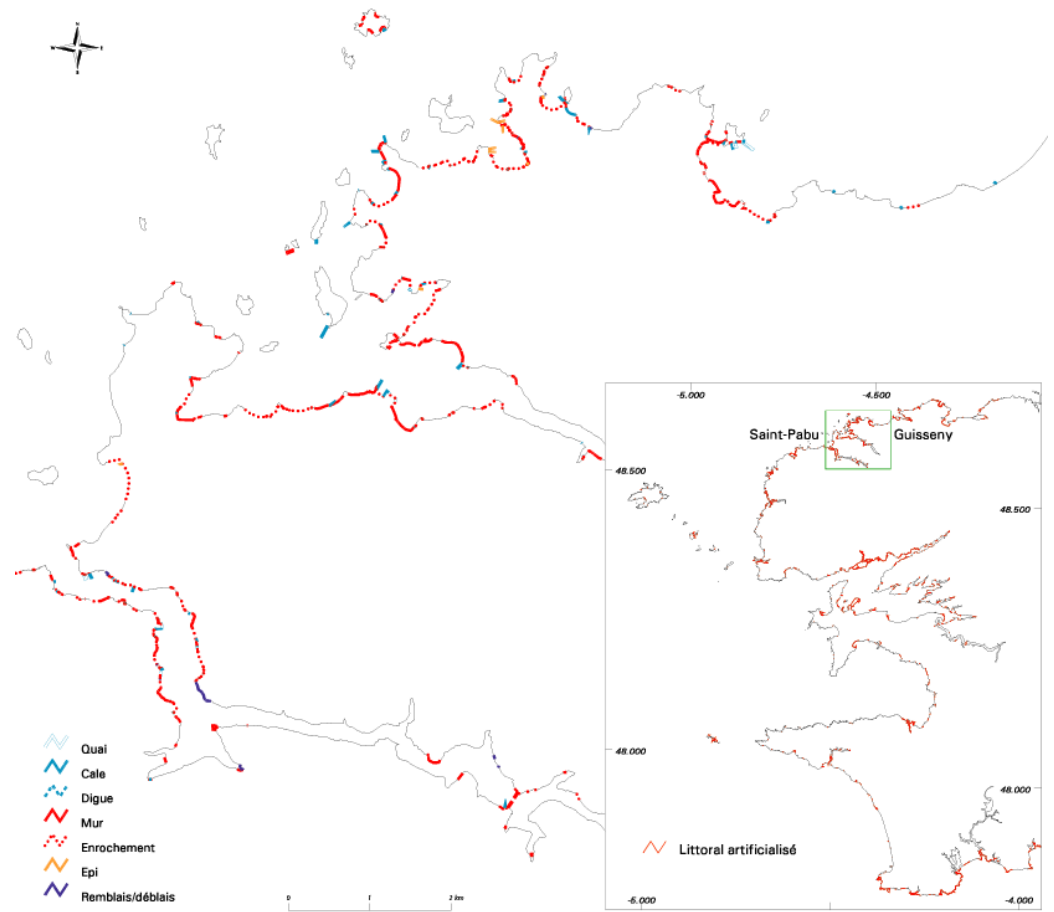 N
W E
S
-5.000 -4.500
Saint-Pabu Guisseny
48.500
48.500
48.000
48.000
Littoral artificialisé
-5.000 -4.000
Quai
Cale
Digue
Mur
Enrochement
Epi
Remblais/déblais
0 1 2 km